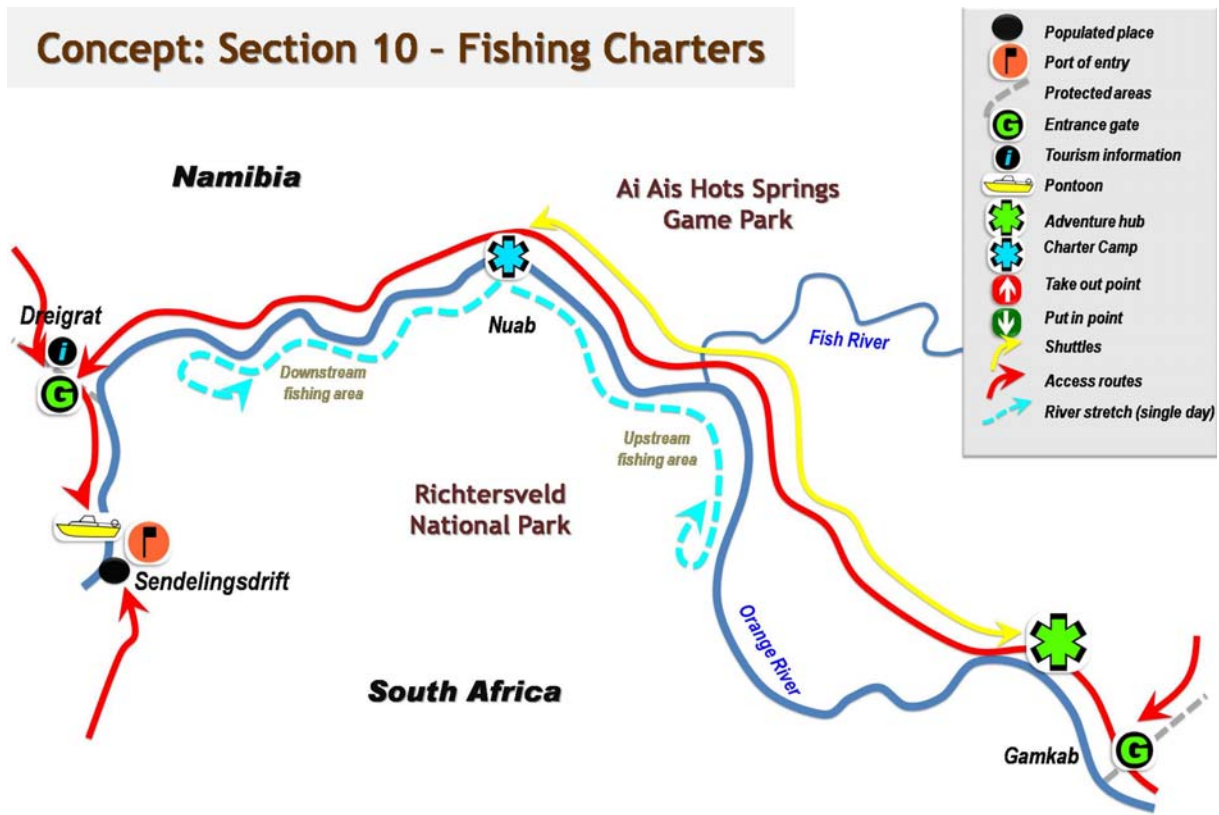 Concept: Section 10 – Fishing Charters
Populated place
Port of entry
Protected areas
G
Entrance gate
i
Tourism information
Pontoon
Adventure hub
Charter Camp
Take out point
Put in point
Shuttles
Access routes
River stretch (single day)
Namibia
Ai Ais Hots Springs
Game Park
Dreigrat
i
G
Nuab
Fish River
Downstream
fishing area
Upstream
fishing area
Richtersveld
National Park
Sendelingsdrift
Orange River
South Africa
Gamkab
G